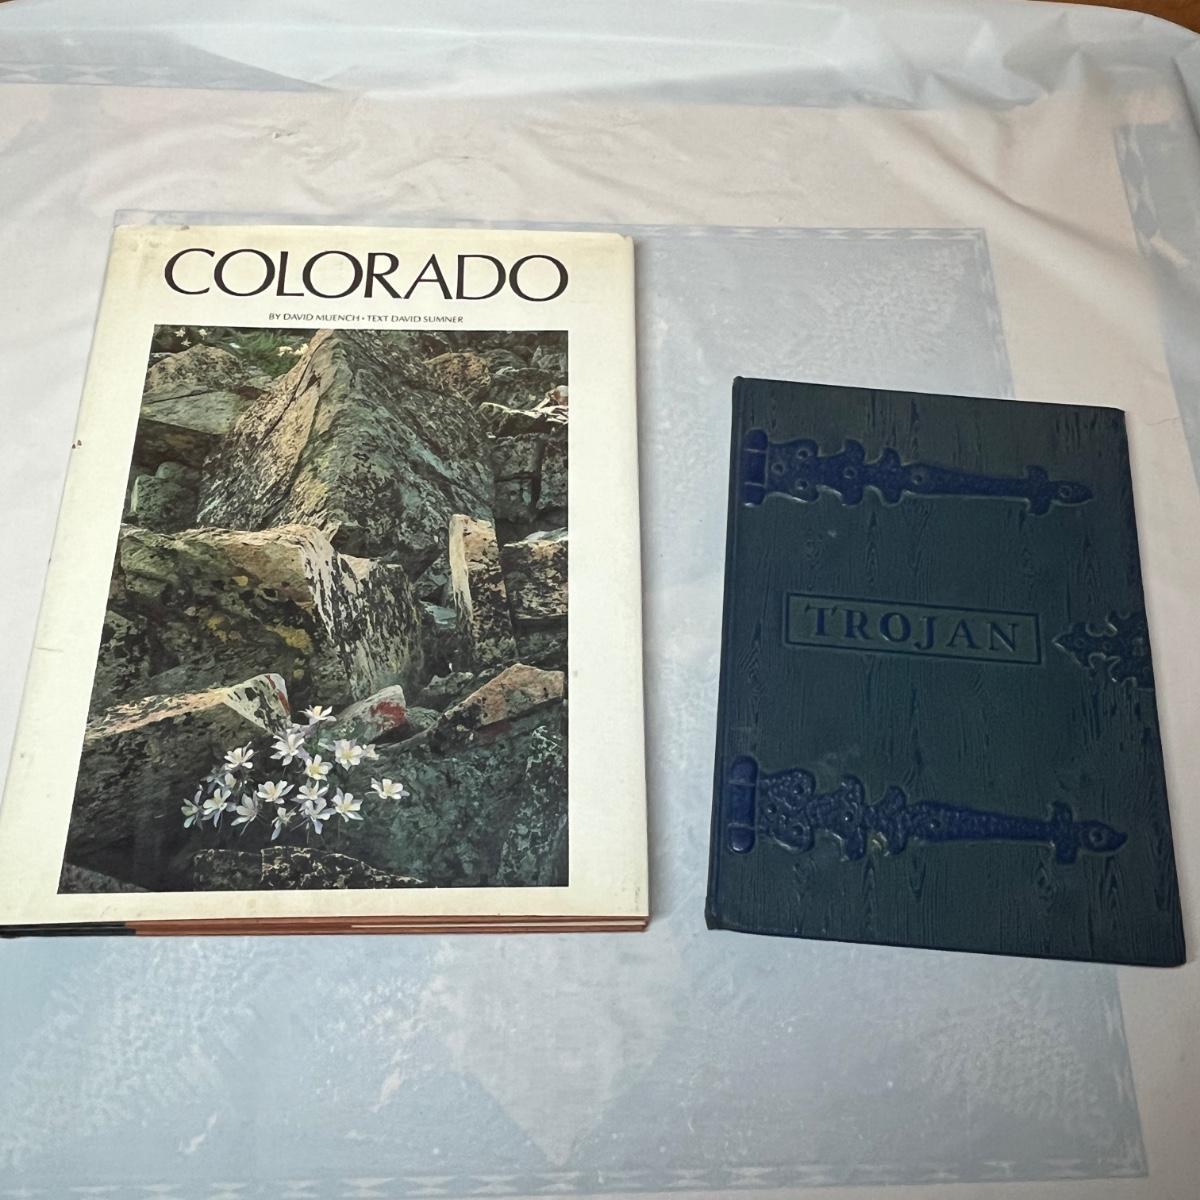 COLORADO
BY DAVID MUENCH • TEXT DAVID SUMNER
TROJAN